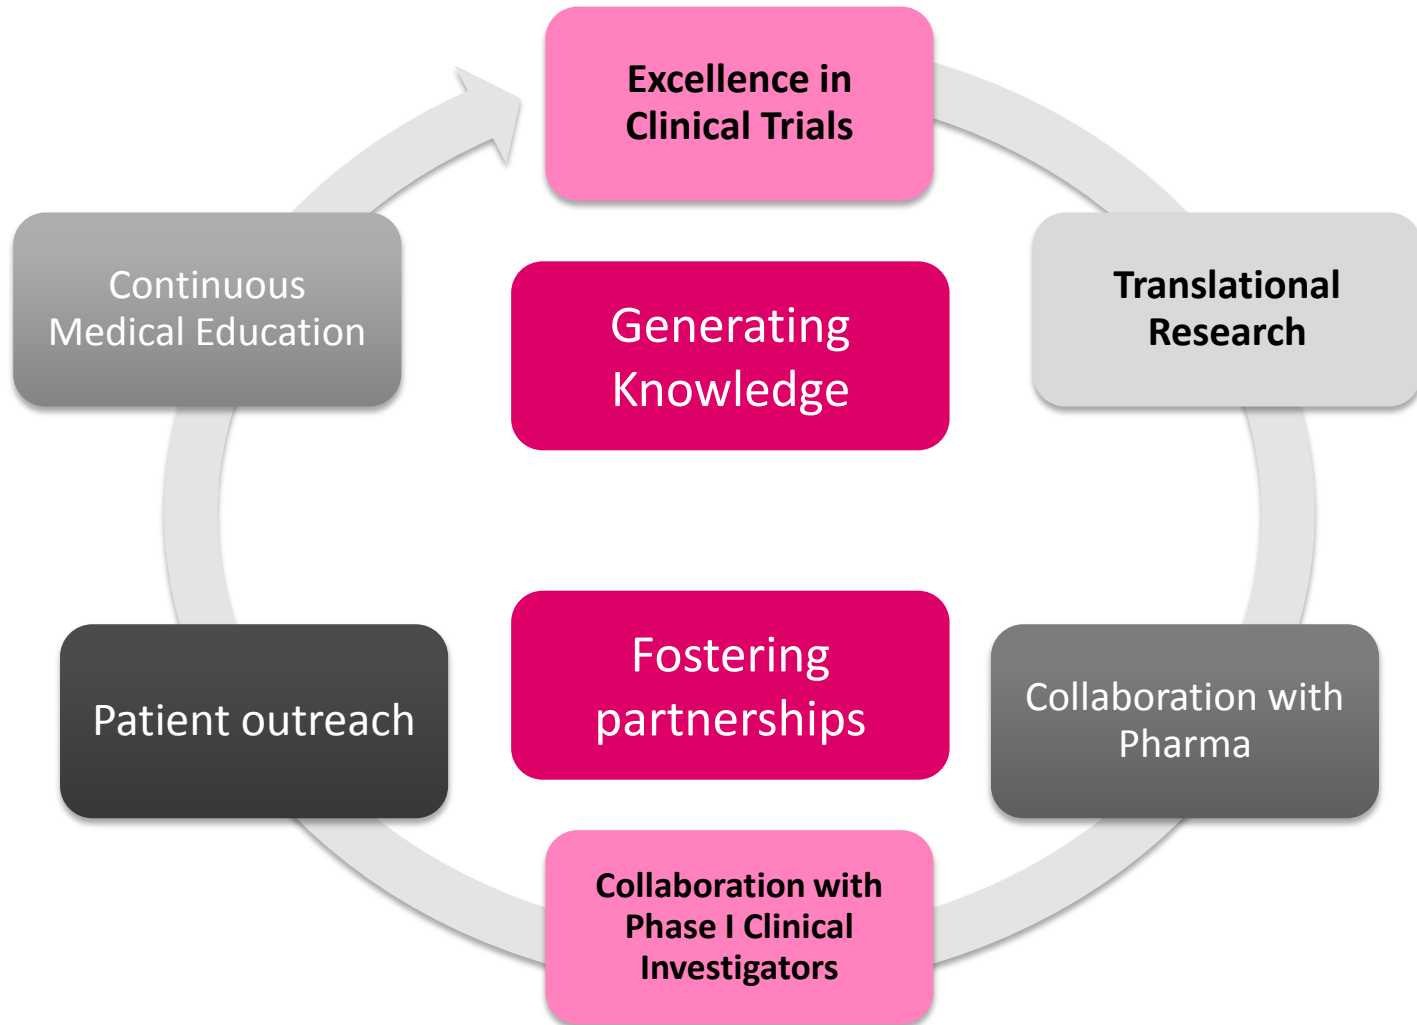 Excellence in
Clinical Trials
Translational
Research
Collaboration with
Pharma
Collaboration with
Phase I Clinical
Investigators
Patient outreach
Continuous
Medical Education
Generating
Knowledge
Fostering
partnerships